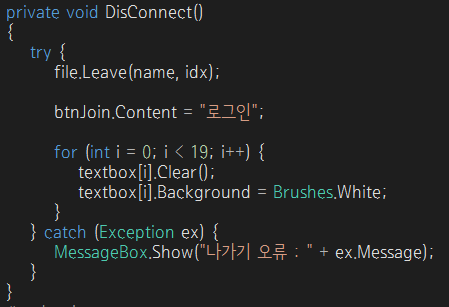 private void DisConnect()
{
try {
file.Leave(name, idx);
btnJoin.Content = "로그인";
for (int i = 0; i < 19; i++) {
textbox[i].Clear();
textbox[i].Background = Brushes.White;
}
} catch (Exception ex) {
MessageBox.Show("나가기 오류 : " + ex.Message);
}
}